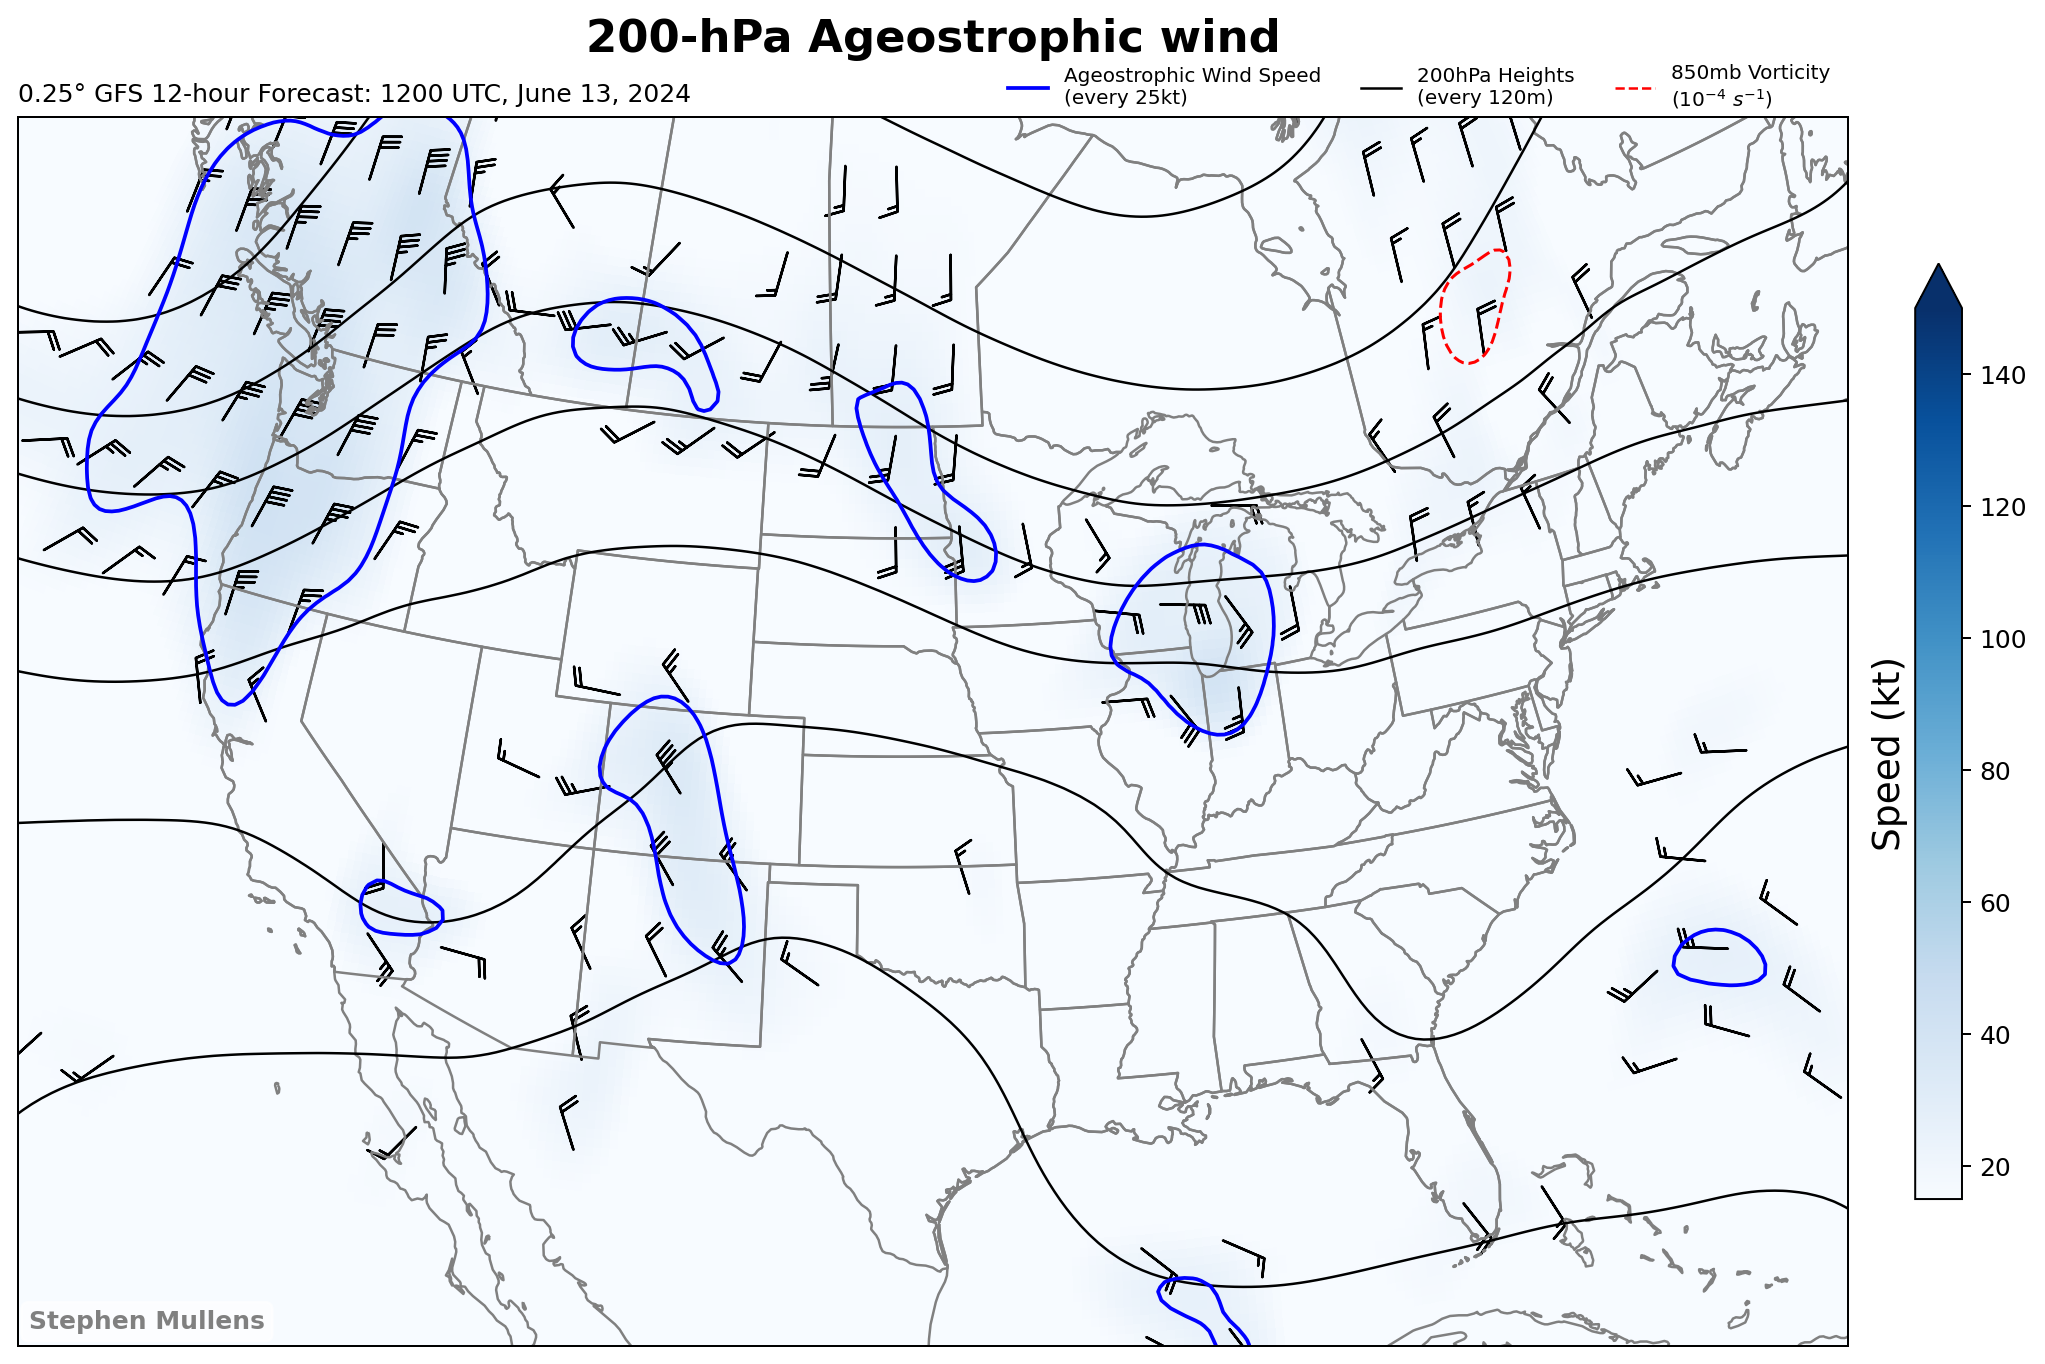 200-hPa Ageostrophic wind
0.25° GFS 12-hour Forecast: 1200 UTC, June 13, 2024
Ageostrophic Wind Speed
(every 25kt)
200hPa Heights
(every 120m)
850mb Vorticity
(10⁻⁴ s⁻¹)
140
120
100
80
60
40
20
Speed (kt)
Stephen Mullens